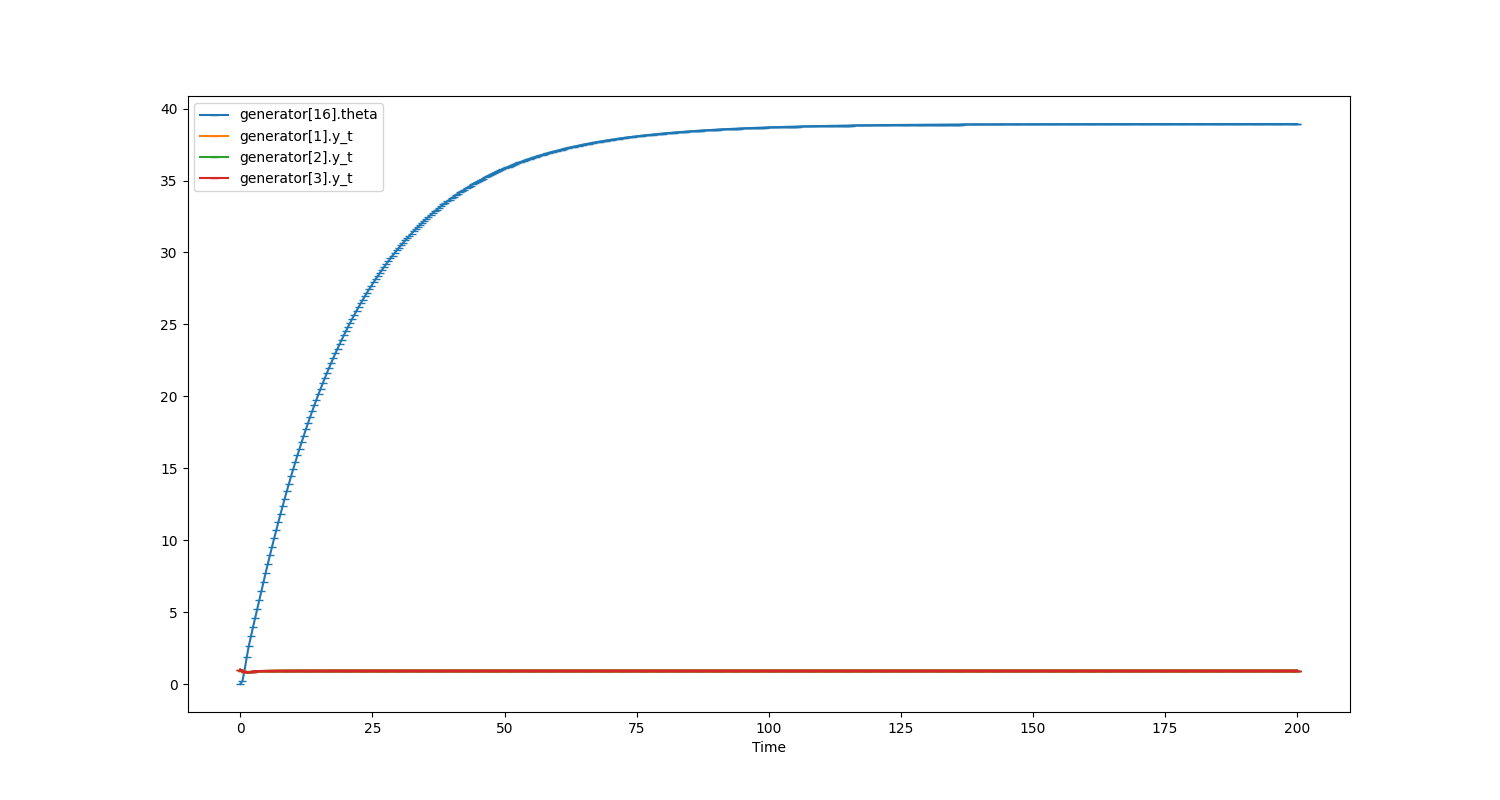 generator[16].theta
generator[1].y_t
generator[2].y_t
generator[3].y_t
40
35
30
25
20
15
10
5
0
0 25 50 75 100 125 150 175 200
Time